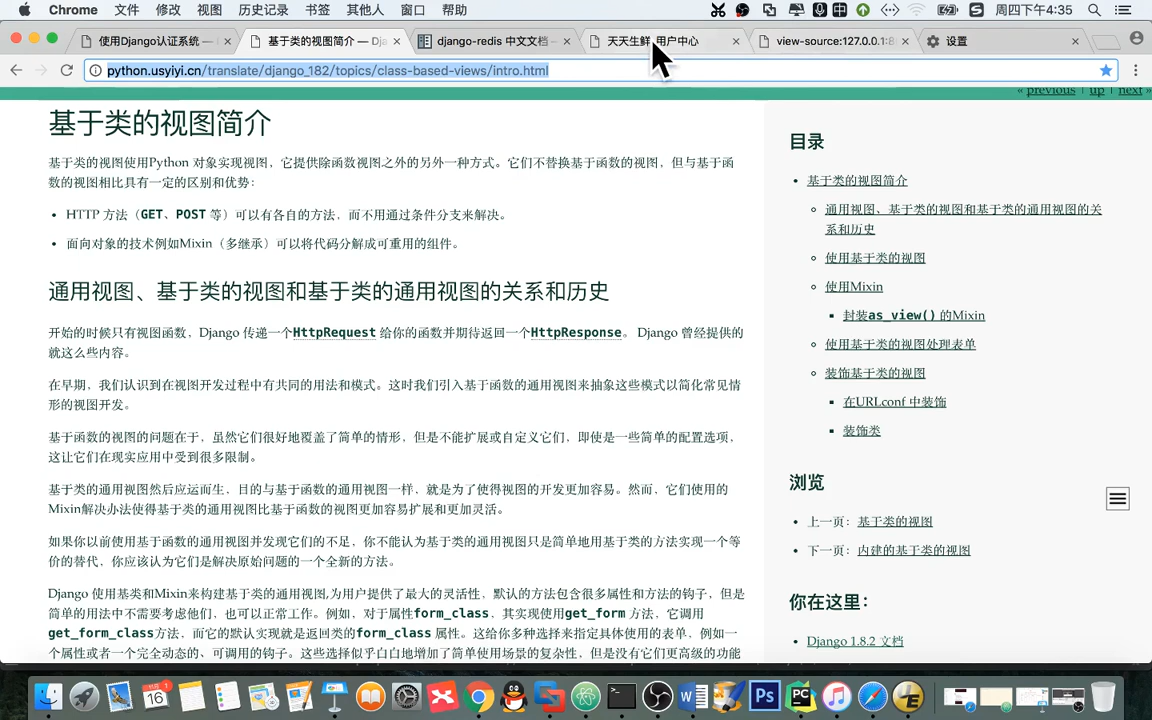 Chrome 文件 修改 视图 历史记录 书签 其他人 窗口 帮助 周四下午4:35
使用Django认证系统 — 基于类的视图简介 — Dja django-redis 中文文档 天天生鲜 用户中心 view-source:127.0.0.1:8 设置
python.usyiyi.cn/translate/django_182/topics/class-based-views/intro.html
« previous | up | next »
基于类的视图简介
基于类的视图使用Python 对象实现视图，它提供除函数视图之外的另外一种方式。它们不替换基于函数的视图，但与基于函
数的视图相比具有一定的区别和优势：
• HTTP 方法（GET、POST 等）可以有各自的方法，而不用通过条件分支来解决。
• 面向对象的技术例如Mixin（多继承）可以将代码分解成可重用的组件。
通用视图、基于类的视图和基于类的通用视图的关系和历史
开始的时候只有视图函数，Django 传递一个HttpRequest 给你的函数并期待返回一个HttpResponse。 Django 曾经提供的
就这么些内容。
在早期，我们认识到在视图开发过程中有共同的用法和模式。这时我们引入基于函数的通用视图来抽象这些模式以简化常见情
形的视图开发。
基于函数的视图的问题在于，虽然它们很好地覆盖了简单的情形，但是不能扩展或自定义它们，即使是一些简单的配置选项，
这让它们在现实应用中受到很多限制。
基于类的通用视图然后应运而生，目的与基于函数的通用视图一样，就是为了使得视图的开发更加容易。然而，它们使用的
Mixin解决办法使得基于类的通用视图比基于函数的视图更加容易扩展和更加灵活。
如果你以前使用基于函数的通用视图并发现它们的不足，你不能认为基于类的通用视图只是简单地用基于类的方法实现一个等
价的替代，你应该认为它们是解决原始问题的一个全新的方法。
Django 使用基类和Mixin来构建基于类的通用视图,为用户提供了最大的灵活性，默认的方法包含很多属性和方法的钩子，但是
简单的用法中不需要考虑他们，也可以正常工作。例如，对于属性form_class，其实现使用get_form 方法，它调用
get_form_class方法，而它的默认实现就是返回类的form_class 属性。这给你多种选择来指定具体使用的表单，例如一
个属性或者一个完全动态的、可调用的钩子。这些选择似乎白白地增加了简单使用场景的复杂性，但是没有它们更高级的功能
目录
• 基于类的视图简介
通用视图、基于类的视图和基于类的通用视图的关
系和历史
使用基于类的视图
使用Mixin
封装as_view() 的Mixin
使用基于类的视图处理表单
装饰基于类的视图
在URLconf 中装饰
装饰类
浏览
• 上一页：基于类的视图
• 下一页：内建的基于类的视图
你在这里：
• Django 1.8.2 文档
16
Ps
PC